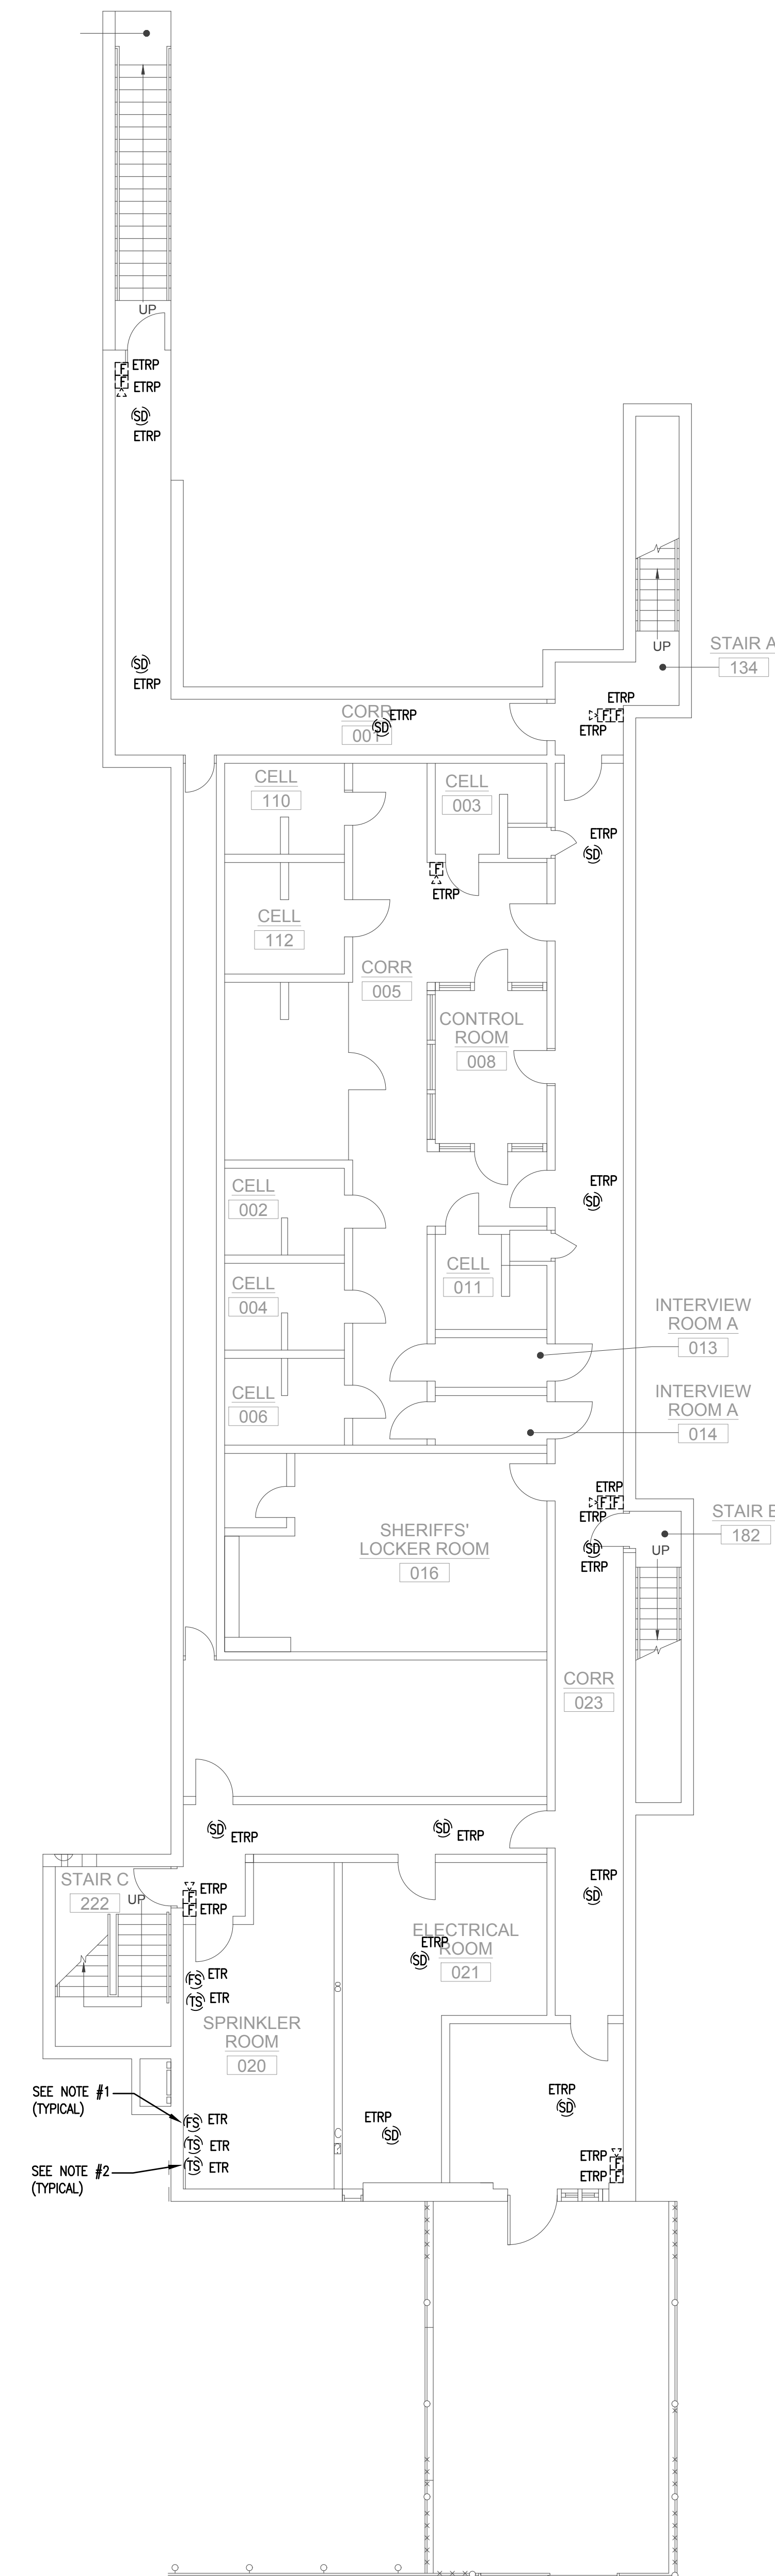 UP
F
ETRP
F
ETRP
SD
ETRP
SD
ETRP
UP
STAIR A
134
ETRP
F F
ETRP
CORR
001
ETRP
SD
CELL
110
CELL
003
ETRP
SD
F
ETRP
CELL
112
CORR
005
CONTROL
ROOM
008
CELL
002
ETRP
SD
CELL
004
CELL
011
INTERVIEW
ROOM A
013
CELL
006
INTERVIEW
ROOM A
014
ETRP
F F
ETRP
STAIR B
182
UP
SD
ETRP
SHERIFFS'
LOCKER ROOM
016
CORR
023
SD
ETRP
SD
ETRP
STAIR C
222
UP
ETRP
F
F
ETRP
ETRP
SD
ELECTRICAL
ROOM
021
ETRP
SD
FS ETR
TS ETR
SPRINKLER
ROOM
020
SEE NOTE #1
(TYPICAL)
FS ETR
TS ETR
SEE NOTE #2
(TYPICAL)
TS ETR
ETRP
SD
ETRP
SD
ETRP
F
ETRP
F